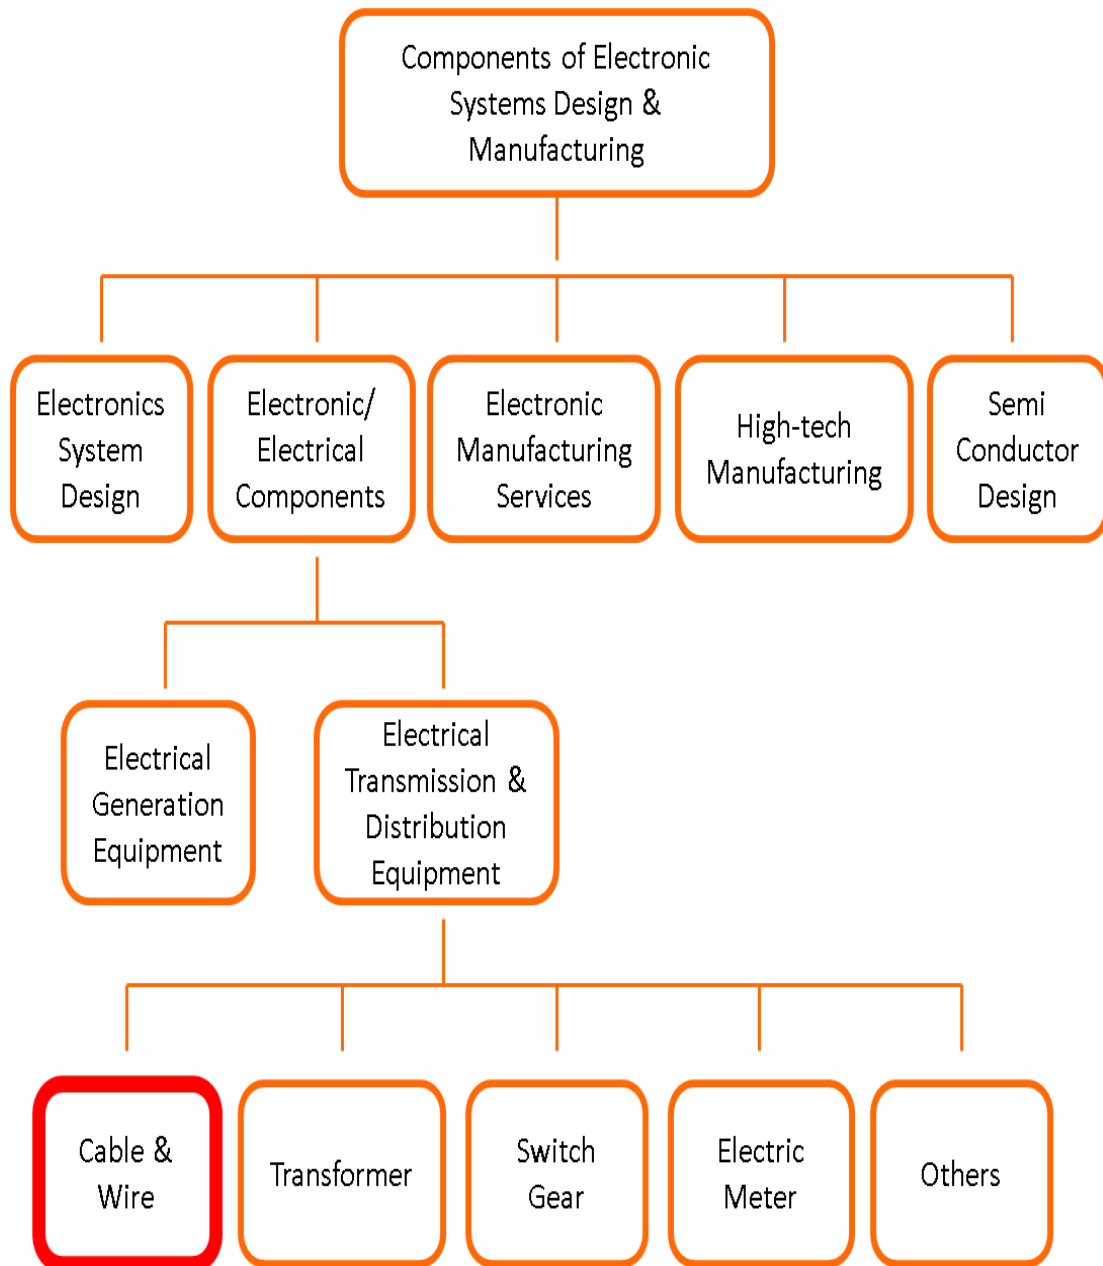 Components of Electronic
Systems Design &
Manufacturing
Electronics
System
Design
Electronic/
Electrical
Components
Electronic
Manufacturing
Services
High-tech
Manufacturing
Semi
Conductor
Design
Electrical
Generation
Equipment
Electrical
Transmission &
Distribution
Equipment
Cable &
Wire
Transformer
Switch
Gear
Electric
Meter
Others